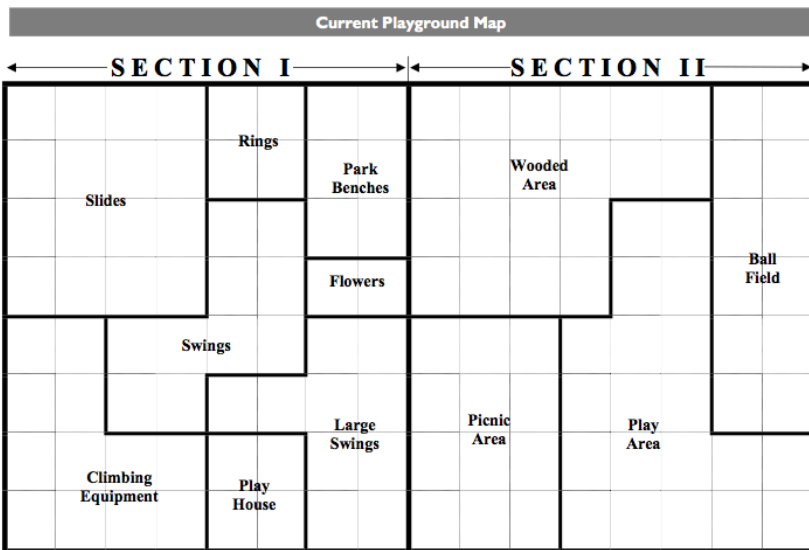 Current Playground Map
SECTION I
SECTION II
Rings
Park
Benches
Wooded
Area
Slides
Ball
Field
Flowers
Swings
Large
Swings
Picnic
Area
Play
Area
Climbing
Equipment
Play
House